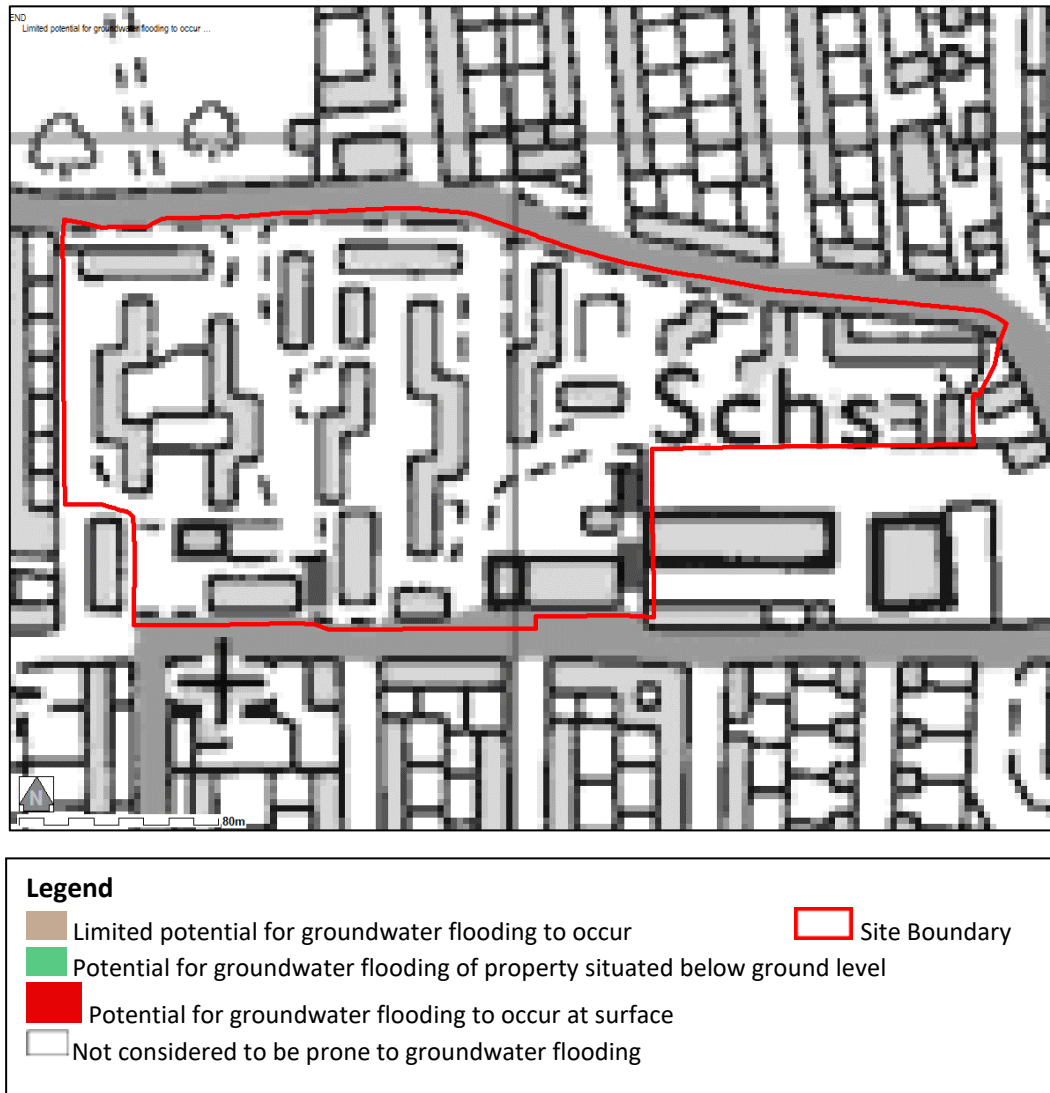 END
Limited potential for groundwater flooding to occur ...
N
80m
Legend
Limited potential for groundwater flooding to occur
Site Boundary
Potential for groundwater flooding of property situated below ground level
Potential for groundwater flooding to occur at surface
Not considered to be prone to groundwater flooding